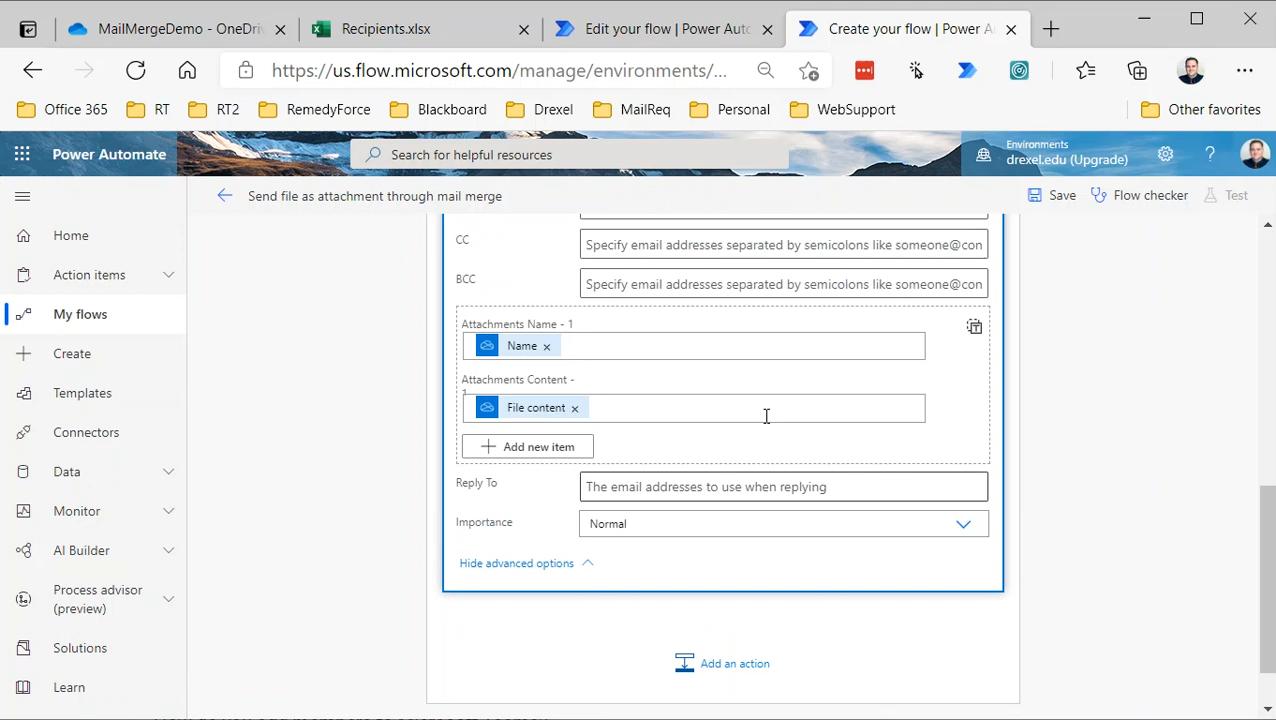 MailMergeDemo - OneDriv
Recipients.xlsx
Edit your flow | Power Auto
Create your flow | Power A
https://us.flow.microsoft.com/manage/environments/...
Office 365
RT
RT2
RemedyForce
Blackboard
Drexel
MailReq
Personal
WebSupport
Other favorites
Power Automate
Search for helpful resources
Environments
drexel.edu (Upgrade)
Send file as attachment through mail merge
Save
Flow checker
Test
Home
Action items
My flows
Create
Templates
Connectors
Data
Monitor
AI Builder
Process advisor
(preview)
Solutions
Learn
CC
Specify email addresses separated by semicolons like someone@con
BCC
Specify email addresses separated by semicolons like someone@con
Attachments Name - 1
Name ×
Attachments Content -
1
File content ×
Add new item
Reply To
The email addresses to use when replying
Importance
Normal
Hide advanced options
Add an action